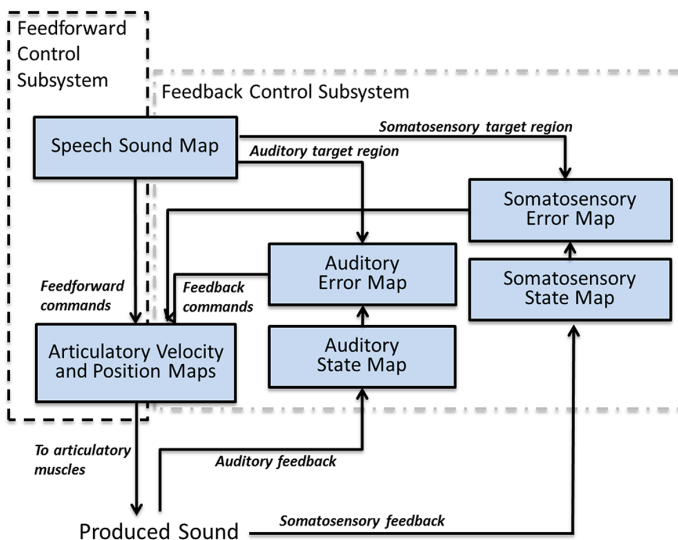 Feedforward
Control
Subsystem
Feedback Control Subsystem
Speech Sound Map
Somatosensory target region
Auditory target region
Somatosensory
Error Map
Auditory
Error Map
Somatosensory
State Map
Feedforward
commands
Feedback
commands
Articulatory Velocity
and Position Maps
Auditory
State Map
To articulatory
muscles
Auditory feedback
Produced Sound
Somatosensory feedback